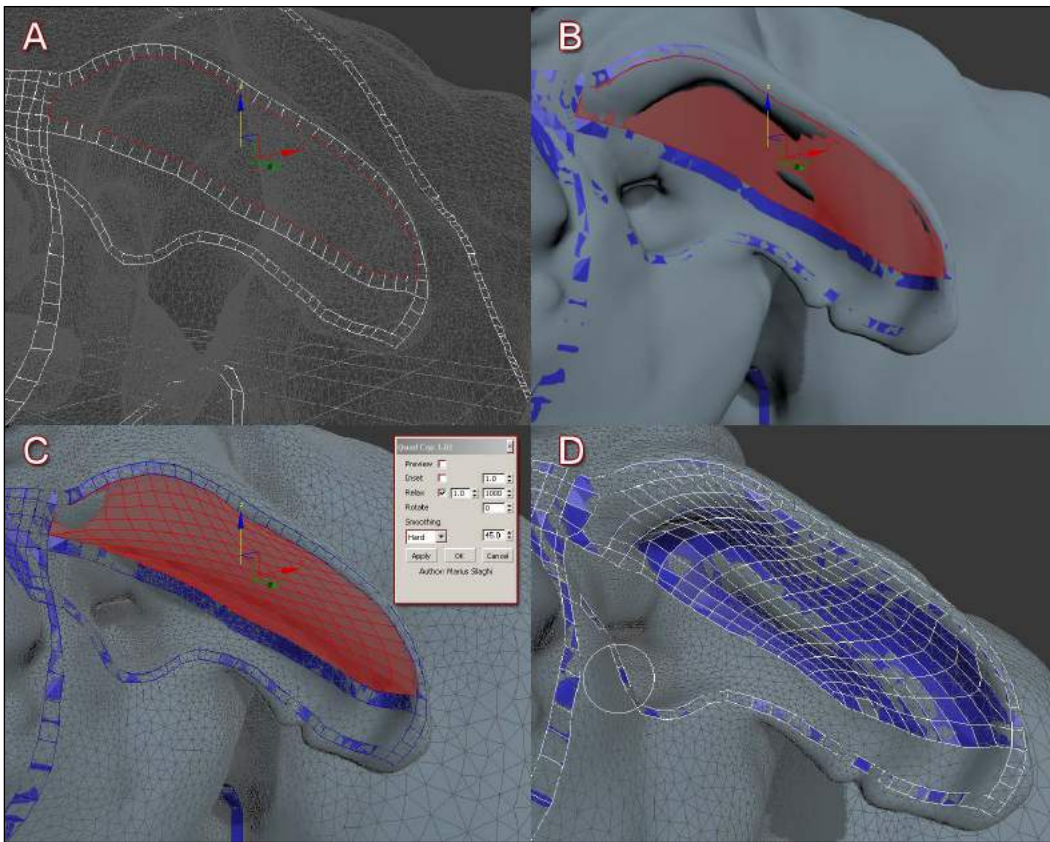 A
B
C
Quad Cap 1.05
Preview
Inset 1.0
Relax 1.0 1000
Rotate 0
Smoothing
Hard 45.0
Apply OK Cancel
Author: Marius Silaghi
D